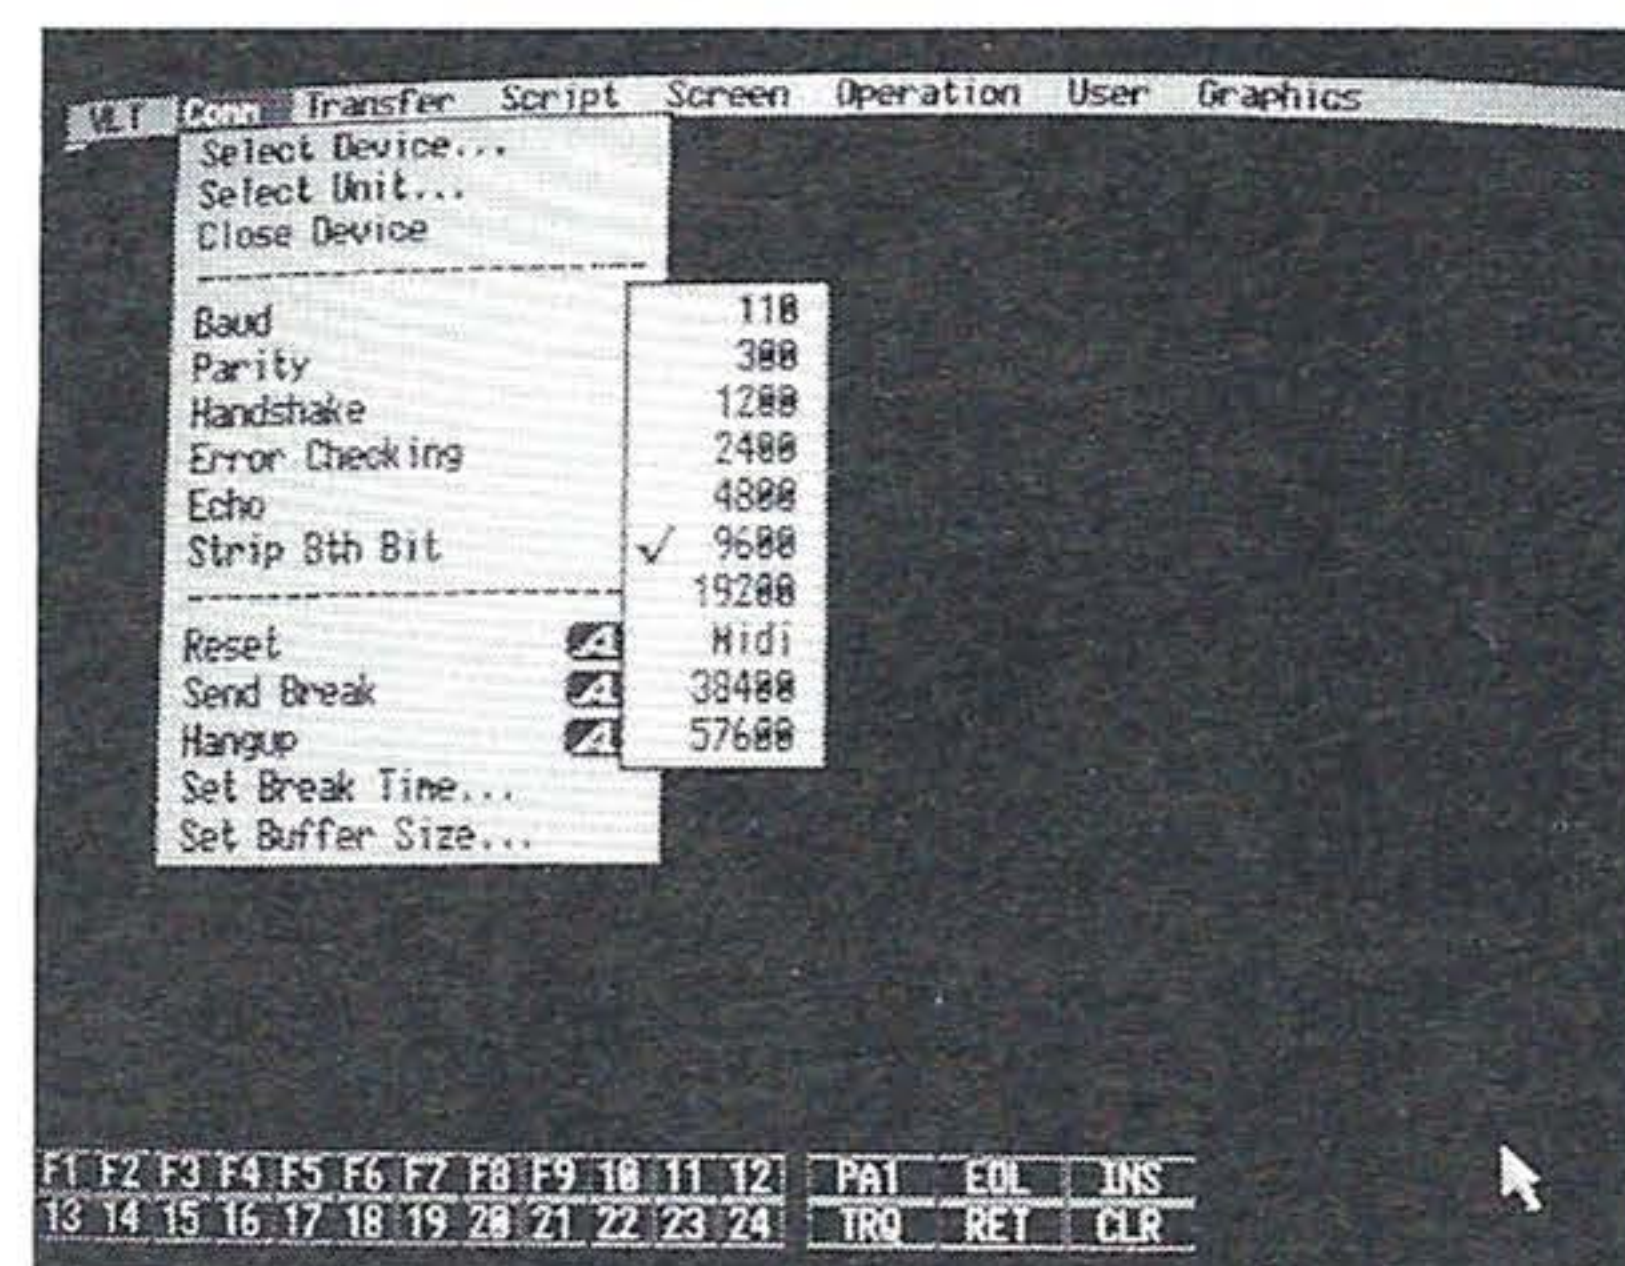 VLT Conn Transfer Script Screen Operation User Graphics
Select Device...
Select Unit...
Close Device
Baud
Parity
Handshake
Error Checking
Echo
Strip 8th Bit
Reset
Send Break
Hangup
Set Break Time...
Set Buffer Size...
110
300
1200
2400
4800
✓ 9600
19200
Midi
38400
57600
F1 F2 F3 F4 F5 F6 F7 F8 F9 10 11 12 PA1 EOL INS
13 14 15 16 17 18 19 20 21 22 23 24 TRQ RET CLR